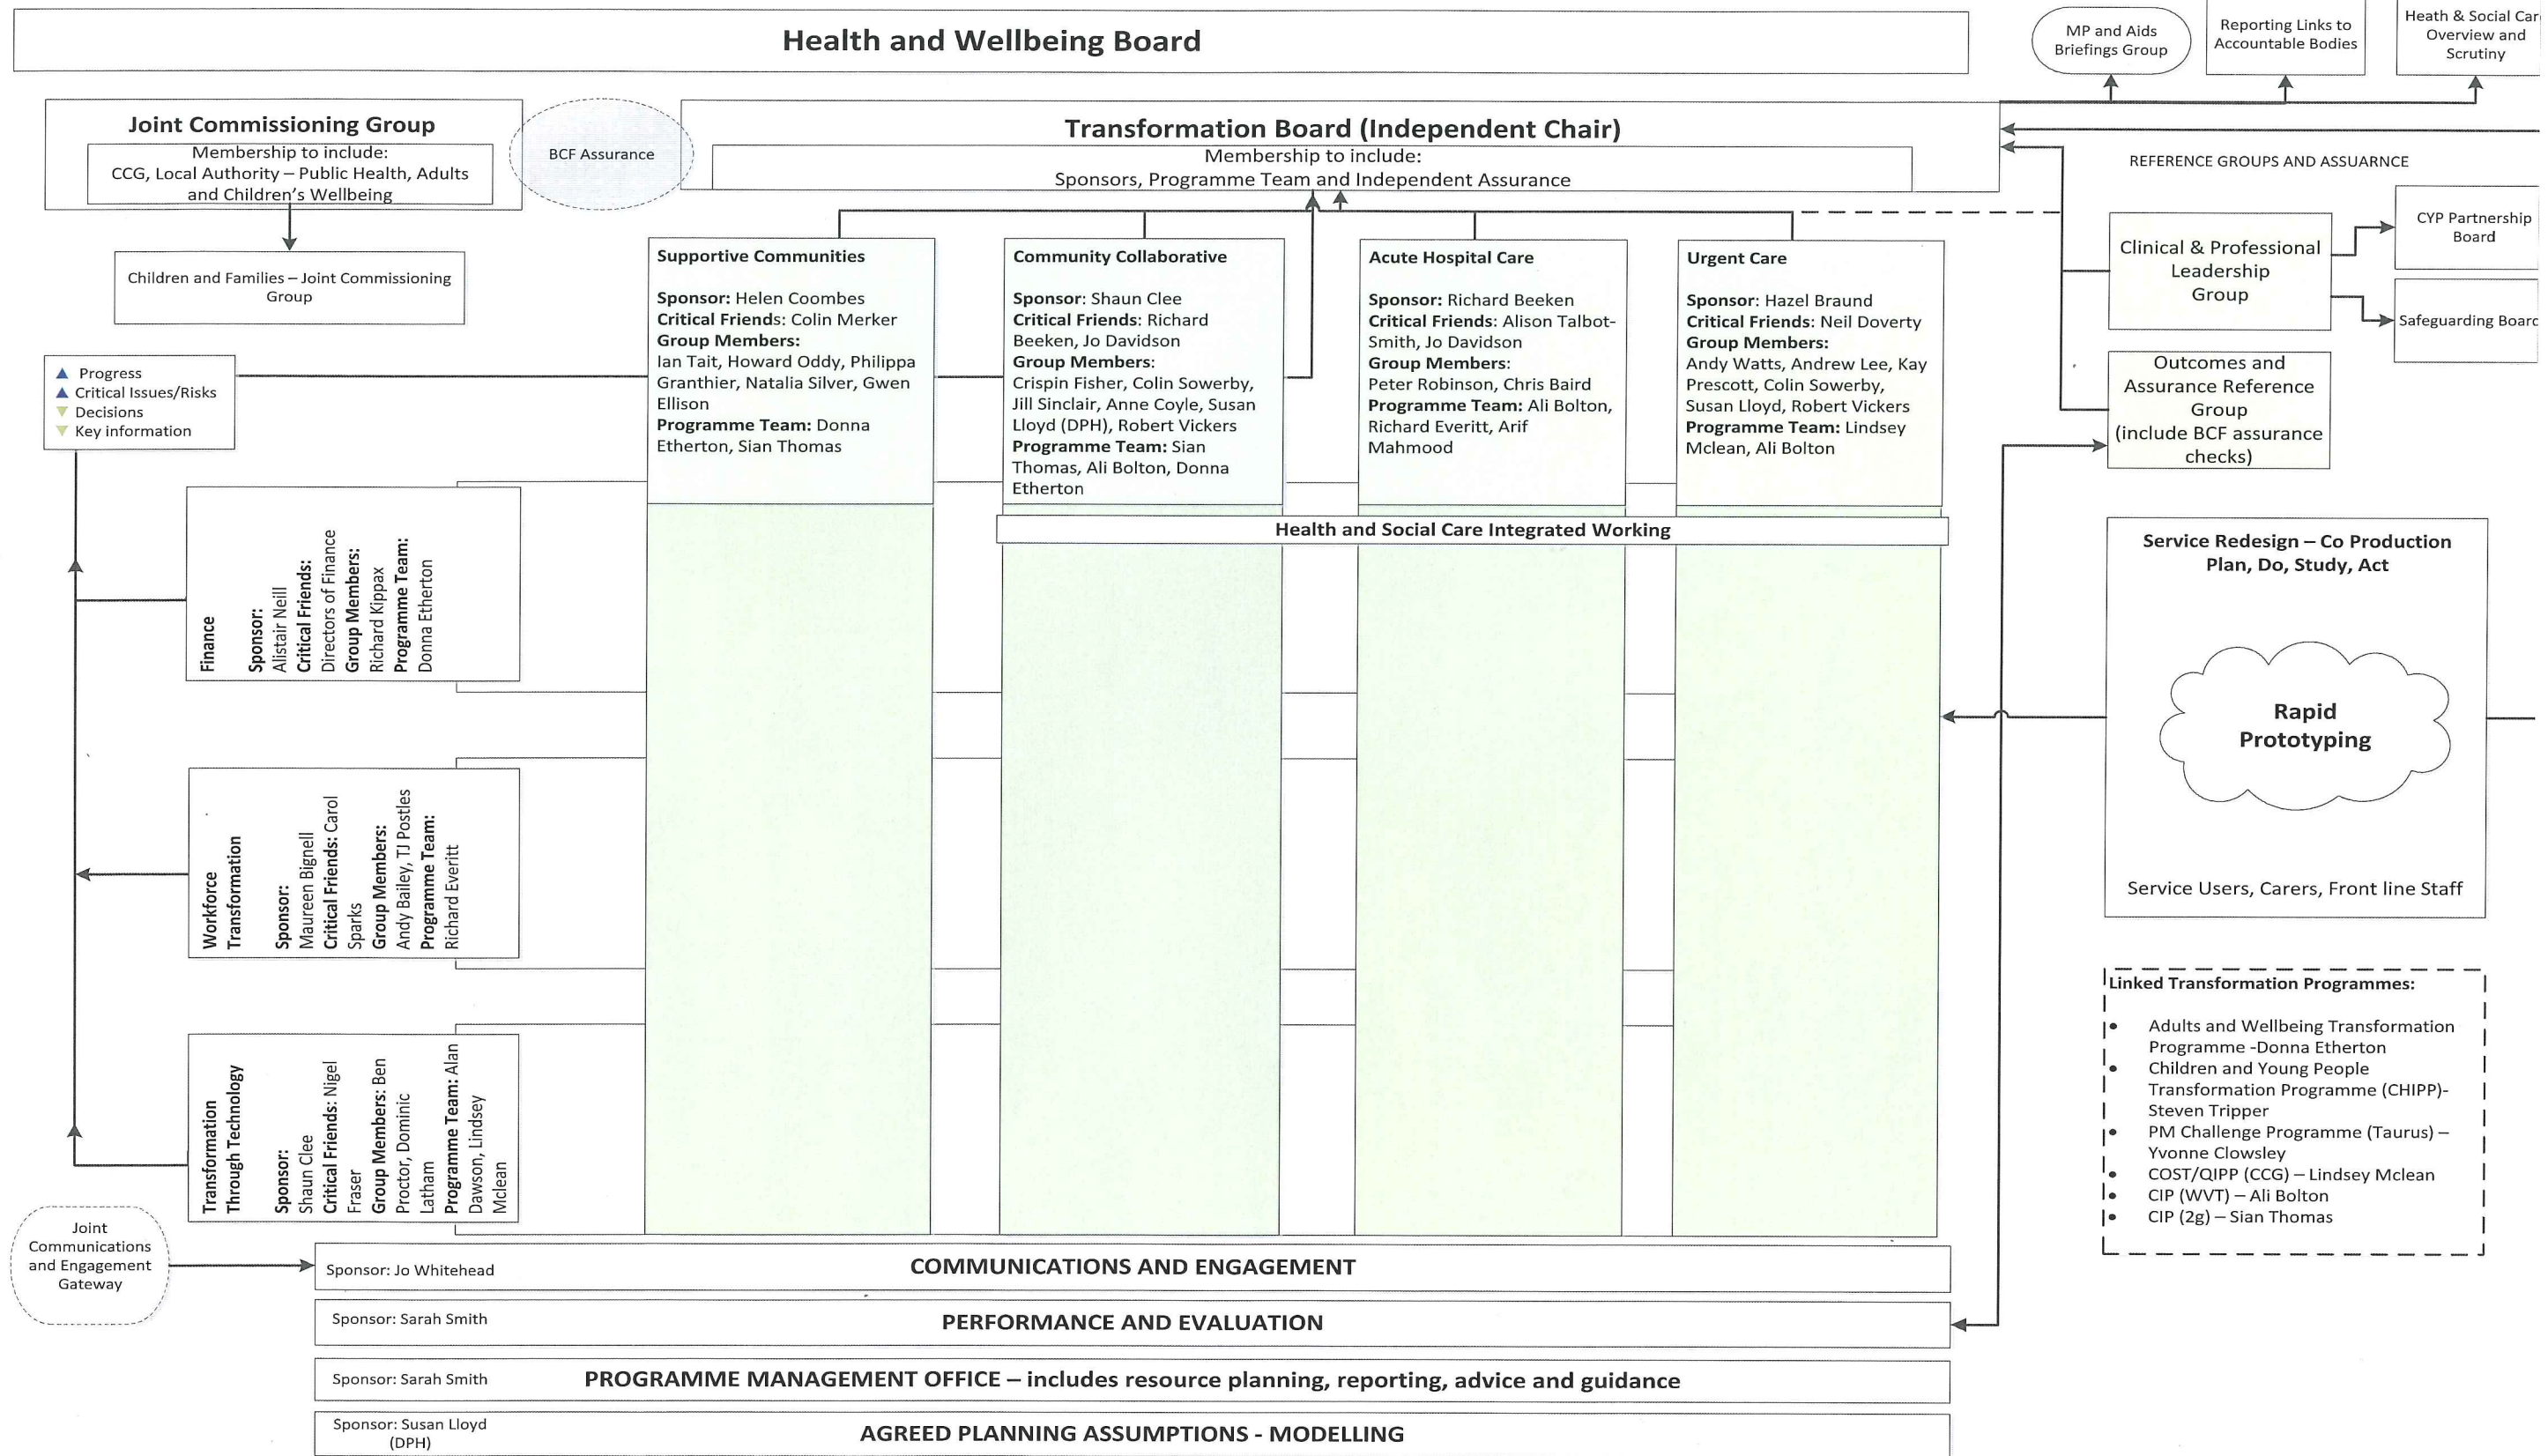 Health and Wellbeing Board
MP and Aids
Briefings Group
Reporting Links to
Accountable Bodies
Heath & Social Car
Overview and
Scrutiny
Joint Commissioning Group
Membership to include:
CCG, Local Authority – Public Health, Adults
and Children's Wellbeing
BCF Assurance
Transformation Board (Independent Chair)
Membership to include:
Sponsors, Programme Team and Independent Assurance
REFERENCE GROUPS AND ASSUARNCE
Children and Families – Joint Commissioning
Group
Supportive Communities
Sponsor: Helen Coombes
Critical Friends: Colin Merker
Group Members:
Ian Tait, Howard Oddy, Philippa
Granthier, Natalia Silver, Gwen
Ellison
Programme Team: Donna
Etherton, Sian Thomas
Community Collaborative
Sponsor: Shaun Clee
Critical Friends: Richard
Beeken, Jo Davidson
Group Members:
Crispin Fisher, Colin Sowerby,
Jill Sinclair, Anne Coyle, Susan
Lloyd (DPH), Robert Vickers
Programme Team: Sian
Thomas, Ali Bolton, Donna
Etherton
Acute Hospital Care
Sponsor: Richard Beeken
Critical Friends: Alison Talbot-
Smith, Jo Davidson
Group Members:
Peter Robinson, Chris Baird
Programme Team: Ali Bolton,
Richard Everitt, Arif
Mahmood
Urgent Care
Sponsor: Hazel Braund
Critical Friends: Neil Doverty
Group Members:
Andy Watts, Andrew Lee, Kay
Prescott, Colin Sowerby,
Susan Lloyd, Robert Vickers
Programme Team: Lindsey
Mclean, Ali Bolton
Clinical & Professional
Leadership
Group
CYP Partnership
Board
Safeguarding Board
Outcomes and
Assurance Reference
Group
(include BCF assurance
checks)
Progress
Critical Issues/Risks
Decisions
Key information
Health and Social Care Integrated Working
Finance
Sponsor:
Alistair Neill
Critical Friends:
Directors of Finance
Group Members:
Richard Kippax
Programme Team:
Donna Etherton
Workforce
Transformation
Sponsor:
Maureen Bignell
Critical Friends: Carol
Sparks
Group Members:
Andy Bailey, TJ Postles
Programme Team:
Richard Everitt
Transformation
Through Technology
Sponsor:
Shaun Clee
Critical Friends: Nigel
Fraser
Group Members: Ben
Proctor, Dominic
Latham
Programme Team: Alan
Dawson, Lindsey
Mclean
Service Redesign – Co Production
Plan, Do, Study, Act
Rapid
Prototyping
Service Users, Carers, Front line Staff
Linked Transformation Programmes:
• Adults and Wellbeing Transformation
Programme -Donna Etherton
• Children and Young People
Transformation Programme (CHIPP)-
Steven Tripper
• PM Challenge Programme (Taurus) –
Yvonne Clowsley
• COST/QIPP (CCG) – Lindsey Mclean
• CIP (WVT) – Ali Bolton
• CIP (2g) – Sian Thomas
Joint
Communications
and Engagement
Gateway
Sponsor: Jo Whitehead
COMMUNICATIONS AND ENGAGEMENT
Sponsor: Sarah Smith
PERFORMANCE AND EVALUATION
Sponsor: Sarah Smith
PROGRAMME MANAGEMENT OFFICE – includes resource planning, reporting, advice and guidance
Sponsor: Susan Lloyd
(DPH)
AGREED PLANNING ASSUMPTIONS - MODELLING